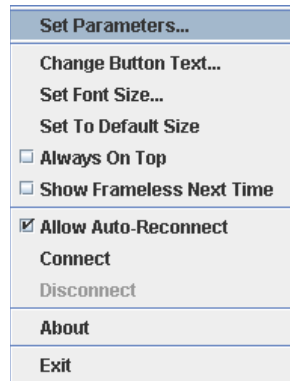 Set Parameters...
Change Button Text...
Set Font Size...
Set To Default Size
Always On Top
Show Frameless Next Time
Allow Auto-Reconnect
Connect
Disconnect
About
Exit